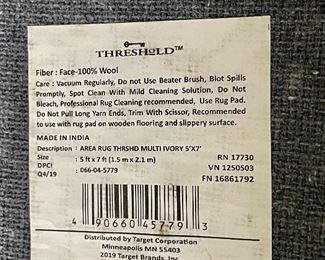 THRESHOLD™
Fiber : Face-100% Wool
Care : Vacuum Regularly, Do not Use Beater Brush, Blot Spills
Promptly, Spot Clean With Mild Cleaning Solution, Do Not
Bleach, Professional Rug Cleaning recommended, Use Rug Pad.
Do Not Pull Long Yarn Ends, Trim With Scissor, Recommended
to use with rug pad on wooden flooring and slippery surface.
MADE IN INDIA
Description : AREA RUG THRSHD MULTI IVORY 5'X7'
Size : 5 ft x 7 ft (1.5 m x 2.1 m) RN 17730
DPCI : 066-04-5779 VN 1250503
Q4/19 FN 16861792
4 90660 45779 3
Distributed by Target Corporation
Minneapolis MN 55403
2019 Target Brands, Inc